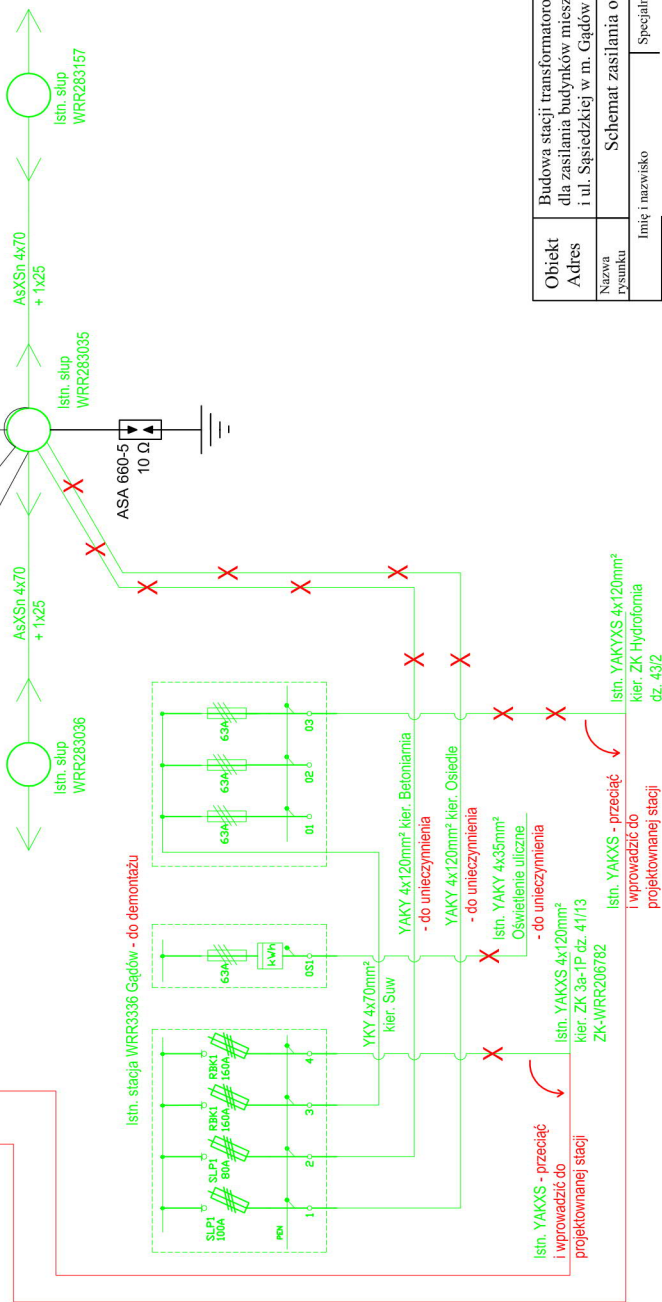 Istn. słup
WRR283157
AsXSn 4x70
+ 1x25
Istn. słup
WRR283035
ASA 660-5
10 Ω
AsXSn 4x70
+ 1x25
Istn. słup
WRR283036
Istn. stacja WRR3336 Gądów - do demontażu
SLP1
100A
SLP1
80A
RBK1
160A
RBK1
160A
PEN
1
2
3
4
63A
kWh
OS1
63A
63A
63A
01
02
03
YKY 4x70mm²
kier. Suw
YAKY 4x120mm² kier. Betoniarnia
- do unieczynnienia
YAKY 4x120mm² kier. Osiedle
- do unieczynnienia
Istn. YAKY 4x35mm²
Oświetlenie uliczne
- do unieczynnienia
Istn. YAKXS 4x120mm²
kier. ZK 3a-1P dz. 41/13
ZK-WRR206782
Istn. YAKYXS 4x120mm²
kier. ZK Hydrofornia
dz. 43/2
Istn. YAKXS - przeciąć
i wprowadzić do
projektownanej stacji
Istn. YAKXS - przeciąć
i wprowadzić do
projektownanej stacji
Obiekt
Adres
Budowa stacji transformatoro
dla zasilania budynków miesz
i ul. Sąsiedzkiej w m. Gądów
Nazwa
rysunku
Schemat zasilania o
Imię i nazwisko
Specjaln